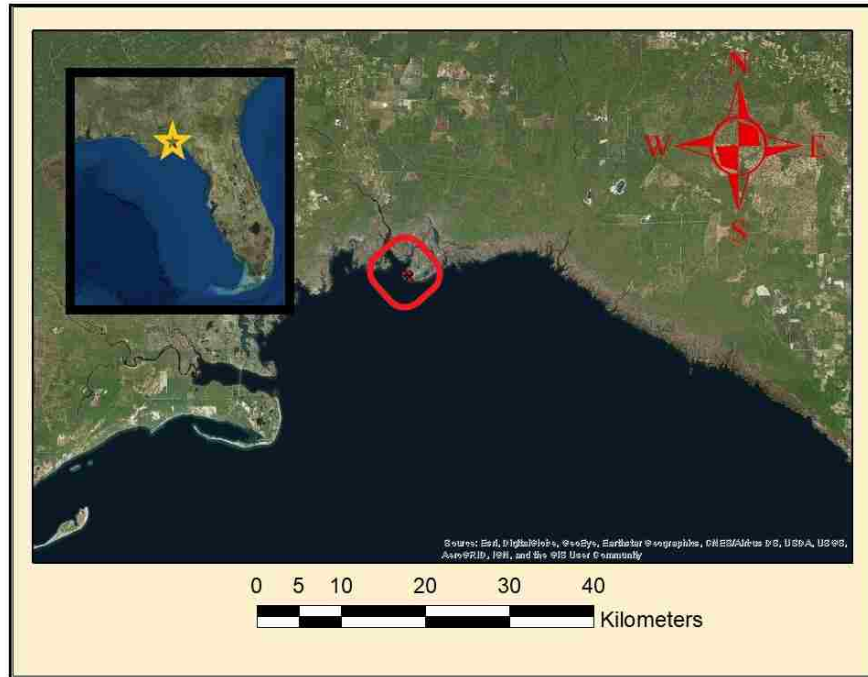 N
W E
S
Source: Esri, DigitalGlobe, GeoEye, Earthstar Geographics, CNES/Airbus DS, USDA, USGS,
AeroGRID, IGN, and the GIS User Community
0 5 10 20 30 40
Kilometers